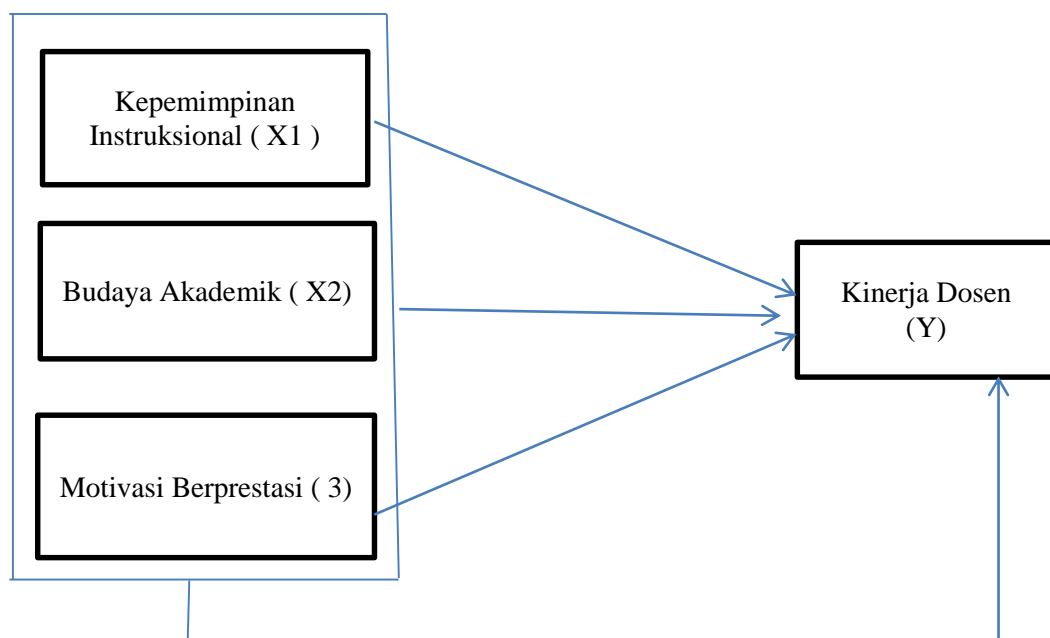 Kepemimpinan
Instruksional ( X1 )
Budaya Akademik ( X2)
Kinerja Dosen
(Y)
Motivasi Berprestasi ( 3)